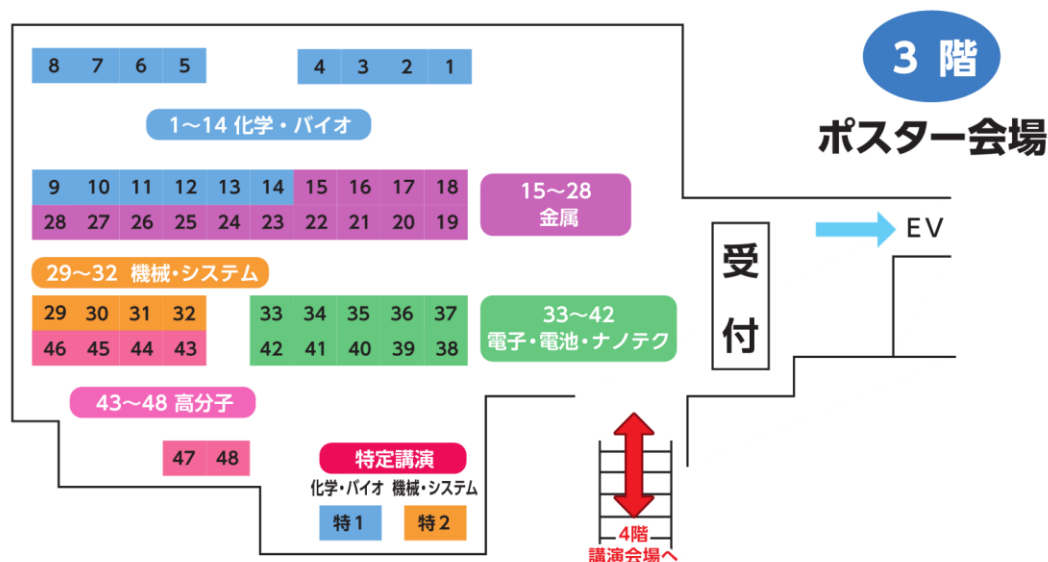 3 階
ポスター会場
8 7 6 5 4 3 2 1
1～14 化学・バイオ
9 10 11 12 13 14 15 16 17 18
28 27 26 25 24 23 22 21 20 19
15～28
金属
受付
EV
29～32 機械・システム
29 30 31 32 33 34 35 36 37
46 45 44 43 42 41 40 39 38
33～42
電子・電池・ナノテク
43～48 高分子
47 48
特定講演
化学・バイオ 機械・システム
特1 特2
4階
講演会場へ